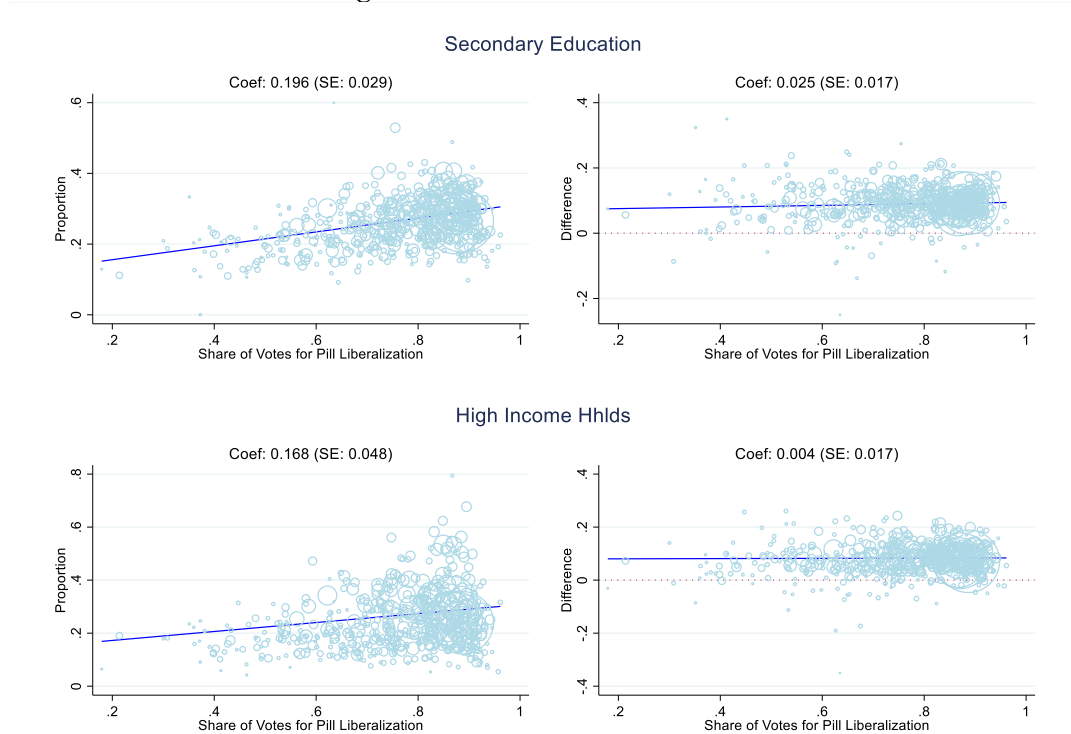 Secondary Education
Coef: 0.196 (SE: 0.029)
Proportion
.6
.4
.2
0
.2 .4 .6 .8 1
Share of Votes for Pill Liberalization
Coef: 0.025 (SE: 0.017)
Difference
.4
.2
0
-.2
.2 .4 .6 .8 1
Share of Votes for Pill Liberalization
High Income Hhlds
Coef: 0.168 (SE: 0.048)
Proportion
.8
.6
.4
.2
0
.2 .4 .6 .8 1
Share of Votes for Pill Liberalization
Coef: 0.004 (SE: 0.017)
Difference
.4
.2
0
-.2
-.4
.2 .4 .6 .8 1
Share of Votes for Pill Liberalization